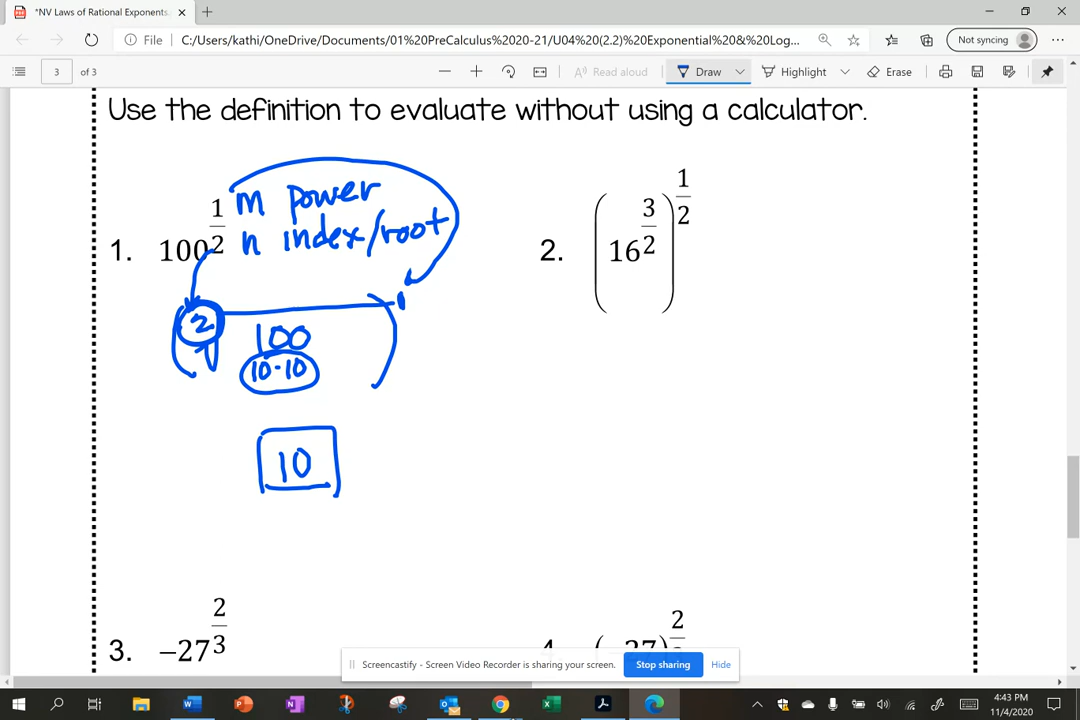 *NV Laws of Rational Exponents,
File C:/Users/kathi/OneDrive/Documents/01%20PreCalculus%2020-21/U04%20(2.2)%20Exponential%20&%20Log... Not syncing
3 of 3 Read aloud Draw Highlight Erase
Use the definition to evaluate without using a calculator.
1. 100^(1/2)
m power
n index/root
2
100
10·10
10
2. (16^(3/2))^(1/2)
3. −27^(2/3)
Screencastify - Screen Video Recorder is sharing your screen. Stop sharing Hide
4:43 PM
11/4/2020